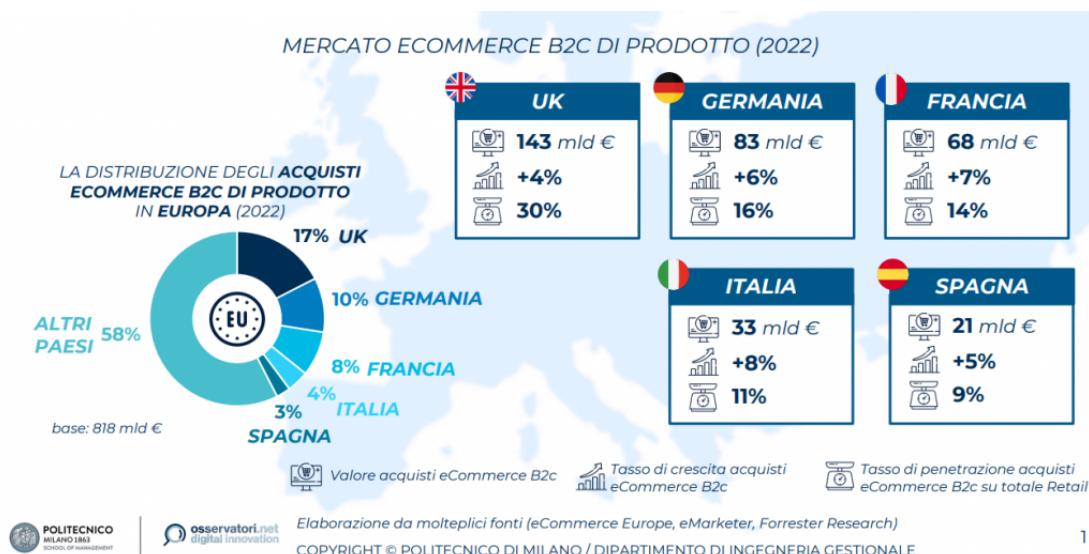 MERCATO ECOMMERCE B2C DI PRODOTTO (2022)
LA DISTRIBUZIONE DEGLI ACQUISTI
ECOMMERCE B2C DI PRODOTTO
IN EUROPA (2022)
17% UK
10% GERMANIA
8% FRANCIA
4%
ITALIA
3%
SPAGNA
ALTRI
PAESI
58%
EU
base: 818 mld €
UK
143 mld €
+4%
30%
GERMANIA
83 mld €
+6%
16%
FRANCIA
68 mld €
+7%
14%
ITALIA
33 mld €
+8%
11%
SPAGNA
21 mld €
+5%
9%
Valore acquisti eCommerce B2c
Tasso di crescita acquisti
eCommerce B2c
Tasso di penetrazione acquisti
eCommerce B2c su totale Retail
POLITECNICO
MILANO 1863
SCHOOL OF MANAGEMENT
osservatori.net
digital innovation
Elaborazione da molteplici fonti (eCommerce Europe, eMarketer, Forrester Research)
COPYRIGHT © POLITECNICO DI MILANO / DIPARTIMENTO DI INGEGNERIA GESTIONALE